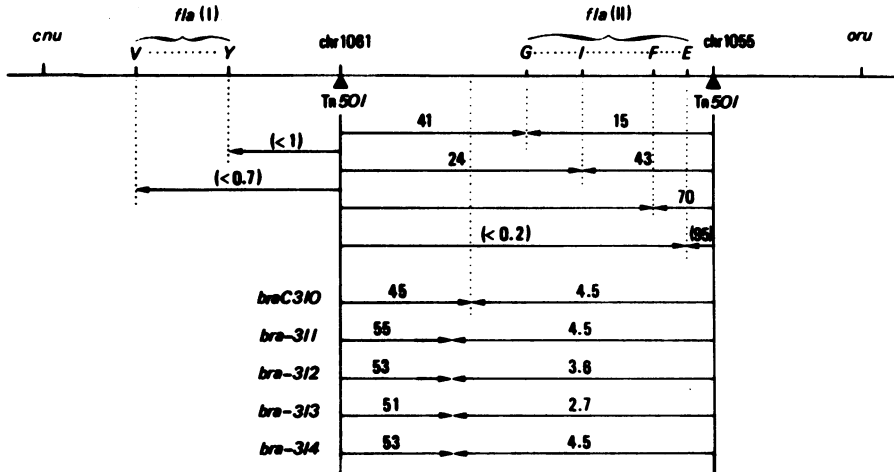 fla (I) fla (II)
cnu V Y chr1061 G I F E chr1055 oru
Tn501 Tn501
41 15
(<1)
24 43
(<0.7)
70
(<0.2) (95)
braC310 45 4.5
bra-311 55 4.5
bra-312 53 3.6
bra-313 51 2.7
bra-314 53 4.5